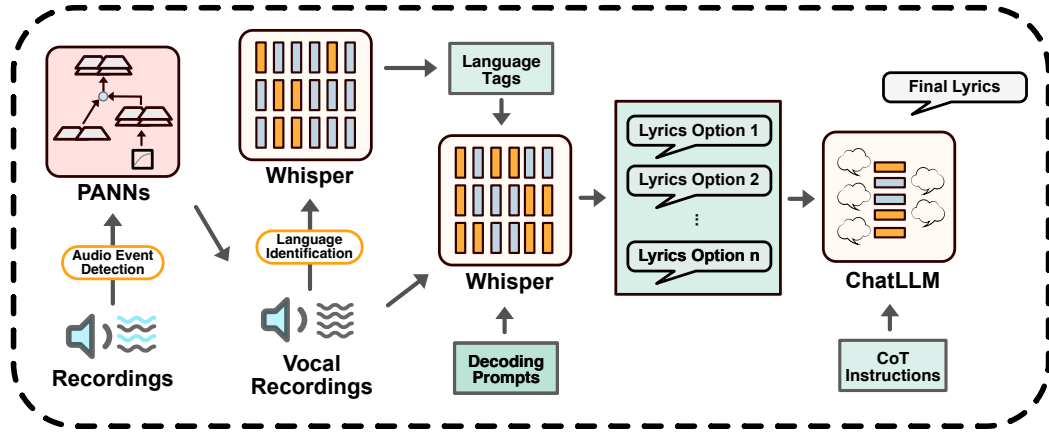 PANNs
Audio Event
Detection
Recordings
Whisper
Language
Identification
Vocal
Recordings
Language
Tags
Whisper
Decoding
Prompts
Lyrics Option 1
Lyrics Option 2
...
Lyrics Option n
Final Lyrics
ChatLLM
CoT
Instructions